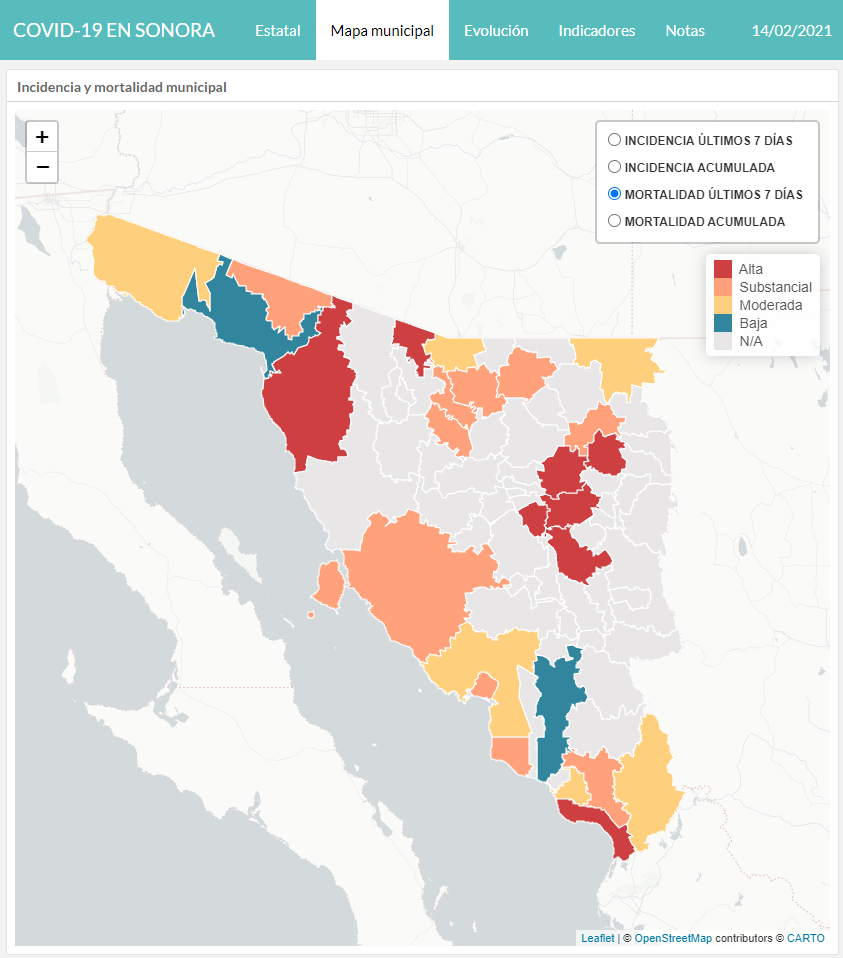 COVID-19 EN SONORA
Estatal
Mapa municipal
Evolución
Indicadores
Notas
14/02/2021
Incidencia y mortalidad municipal
+
−
INCIDENCIA ÚLTIMOS 7 DÍAS
INCIDENCIA ACUMULADA
MORTALIDAD ÚLTIMOS 7 DÍAS
MORTALIDAD ACUMULADA
Alta
Substancial
Moderada
Baja
N/A
Leaflet | © OpenStreetMap contributors © CARTO